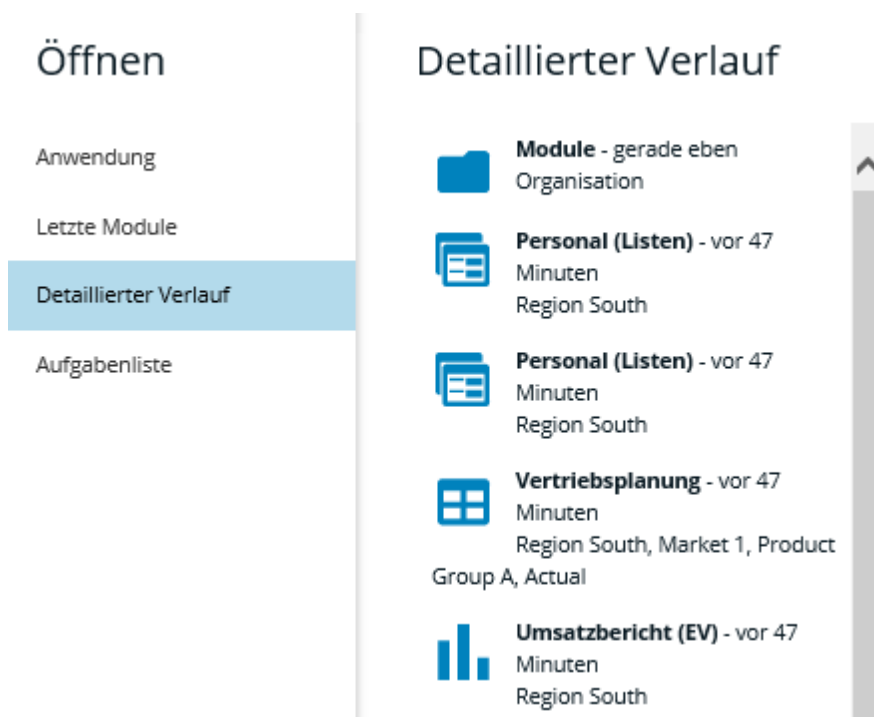 Öffnen
Anwendung
Letzte Module
Detaillierter Verlauf
Aufgabenliste
Detaillierter Verlauf
Module - gerade eben
Organisation
Personal (Listen) - vor 47
Minuten
Region South
Personal (Listen) - vor 47
Minuten
Region South
Vertriebsplanung - vor 47
Minuten
Region South, Market 1, Product
Group A, Actual
Umsatzbericht (EV) - vor 47
Minuten
Region South